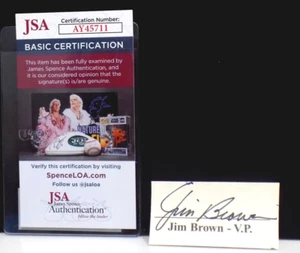 JSA
Certification Number:
AY45711
BASIC CERTIFICATION
This item has been fully examined by
James Spence Authentication, and
it is our considered opinion that the
signature(s) is/are genuine.
Verify this certification by visiting
SpenceLOA.com
Follow us @jsaloa
JSA
James Spence
Authentication
Jim Brown
Jim Brown - V.P.